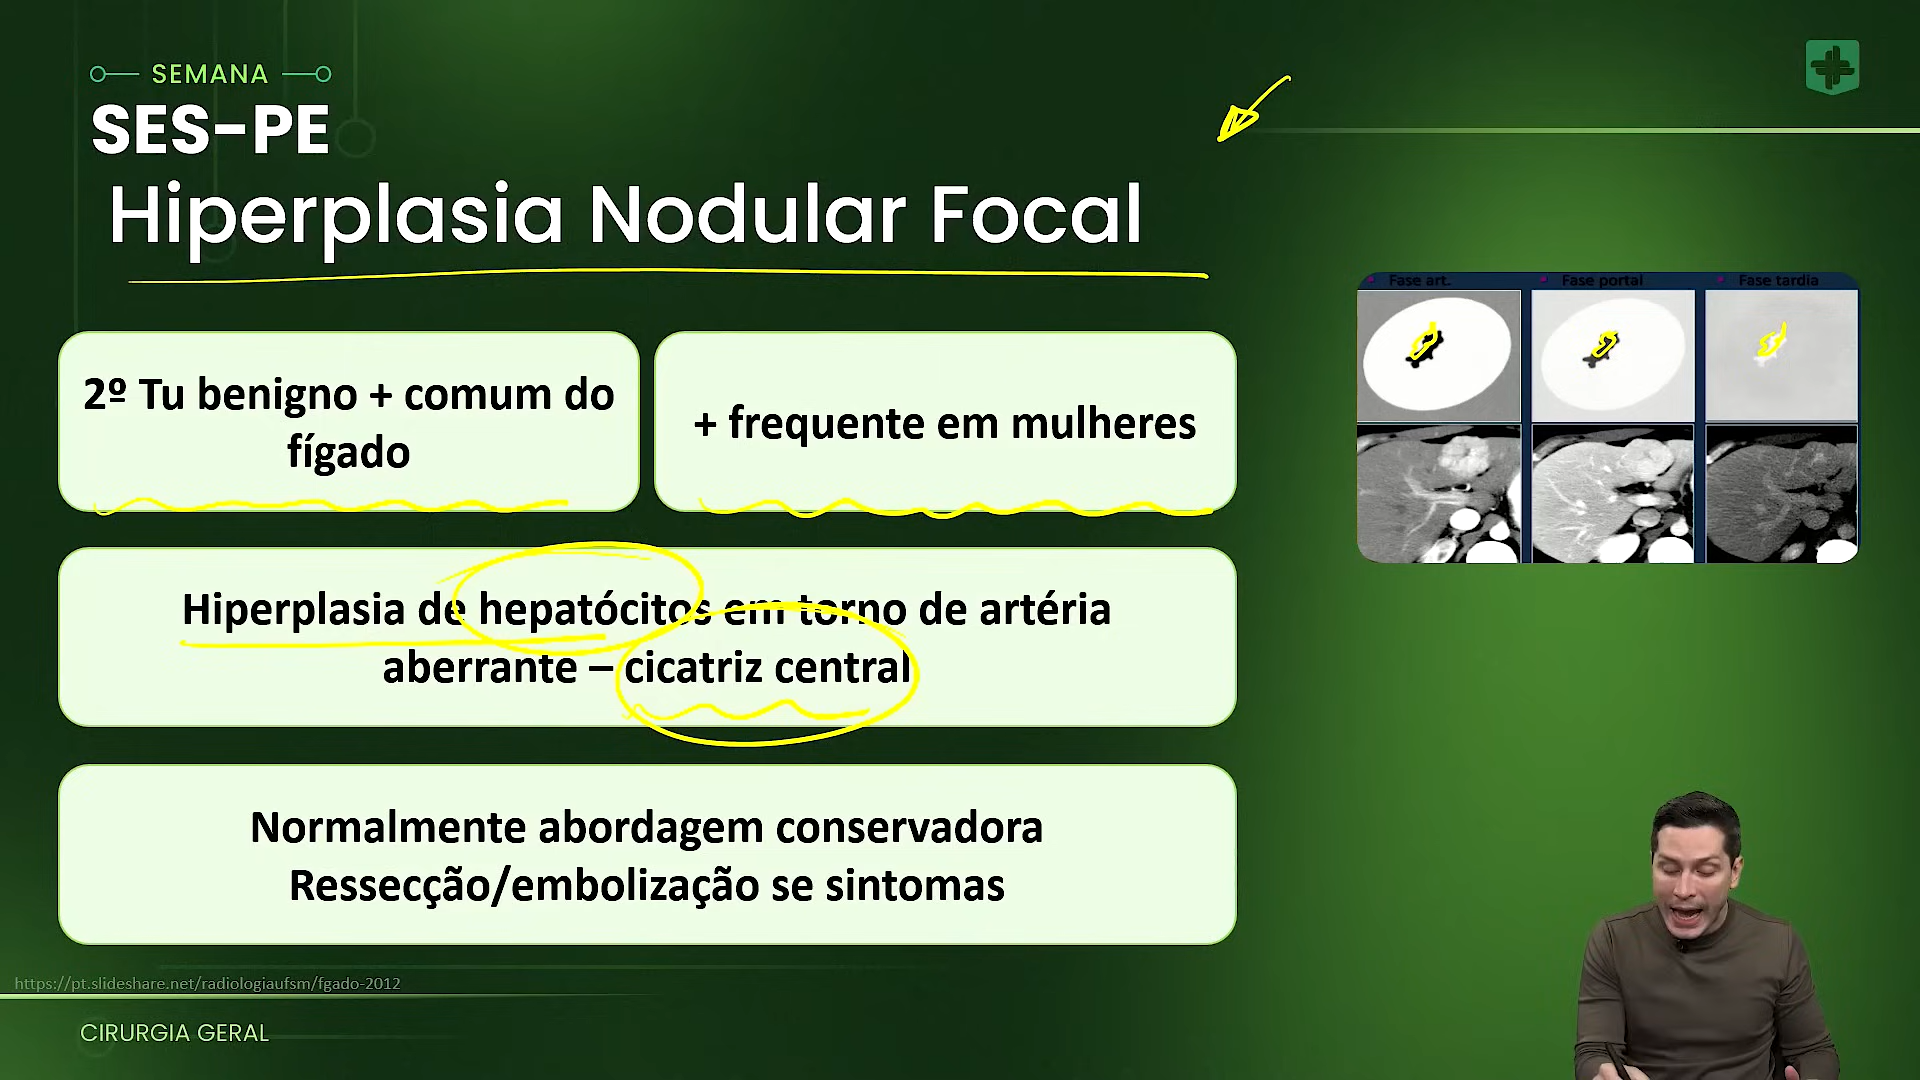 SEMANA
SES-PE
Hiperplasia Nodular Focal
Fase art.
Fase portal
Fase tardia
2º Tu benigno + comum do
fígado
+ frequente em mulheres
Hiperplasia de hepatócitos em torno de artéria
aberrante – cicatriz central
Normalmente abordagem conservadora
Ressecção/embolização se sintomas
https://pt.slideshare.net/radiologiaufsm/fgado-2012
CIRURGIA GERAL